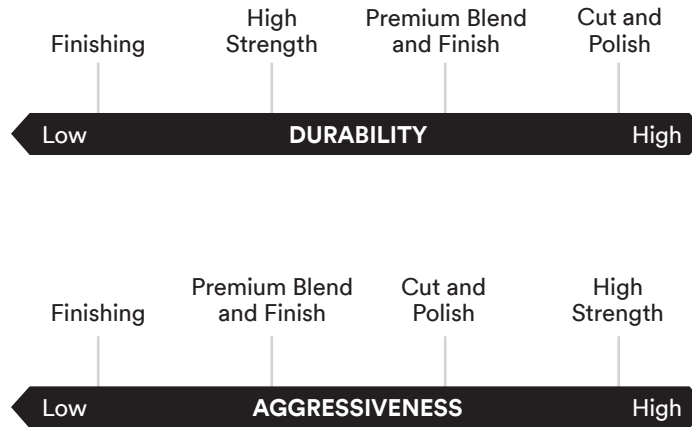 Finishing
High
Strength
Premium Blend
and Finish
Cut and
Polish
Low DURABILITY High
Finishing
Premium Blend
and Finish
Cut and
Polish
High
Strength
Low AGGRESSIVENESS High